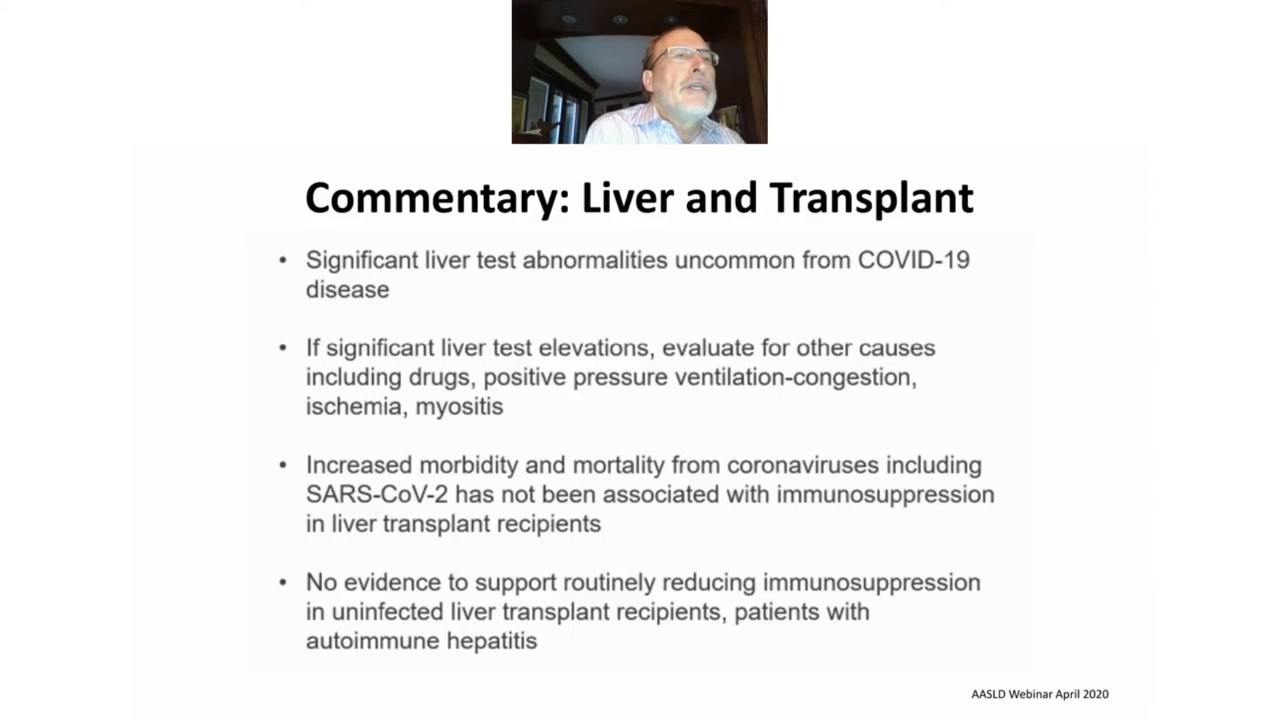 Commentary: Liver and Transplant
• Significant liver test abnormalities uncommon from COVID-19
disease
• If significant liver test elevations, evaluate for other causes
including drugs, positive pressure ventilation-congestion,
ischemia, myositis
• Increased morbidity and mortality from coronaviruses including
SARS-CoV-2 has not been associated with immunosuppression
in liver transplant recipients
• No evidence to support routinely reducing immunosuppression
in uninfected liver transplant recipients, patients with
autoimmune hepatitis
AASLD Webinar April 2020